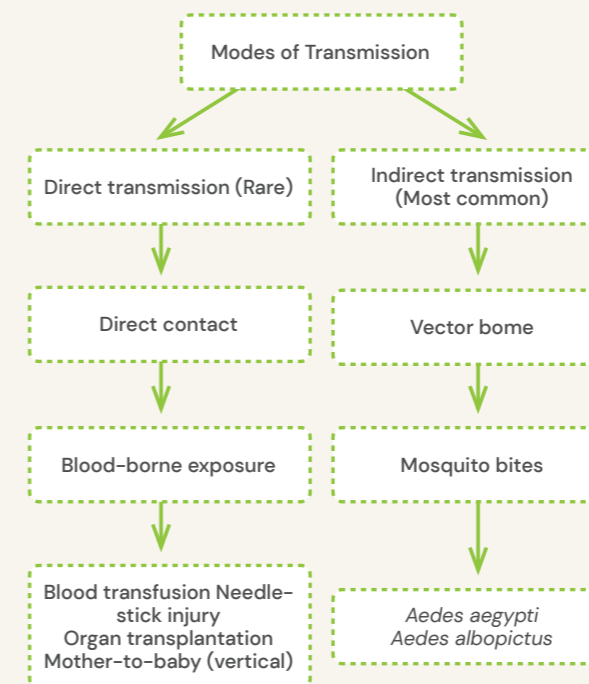 Modes of Transmission
Direct transmission (Rare)
Indirect transmission
(Most common)
Direct contact
Vector bome
Blood-borne exposure
Mosquito bites
Blood transfusion Needle-
stick injury
Organ transplantation
Mother-to-baby (vertical)
Aedes aegypti
Aedes albopictus